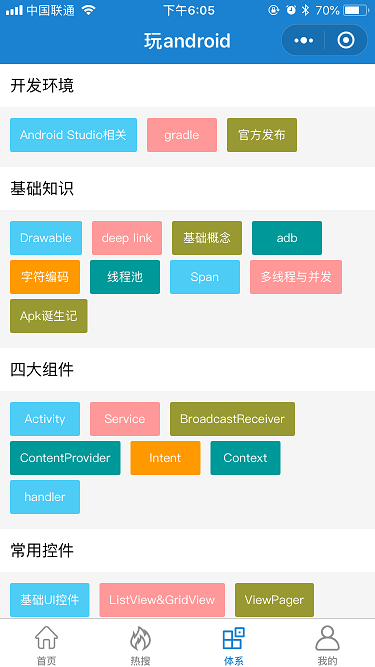 中国联通 下午6:05 70%
玩android
开发环境
Android Studio相关 gradle 官方发布
基础知识
Drawable deep link 基础概念 adb
字符编码 线程池 Span 多线程与并发
Apk诞生记
四大组件
Activity Service BroadcastReceiver
ContentProvider Intent Context
handler
常用控件
基础UI控件 ListView&GridView ViewPager
首页 热搜 体系 我的